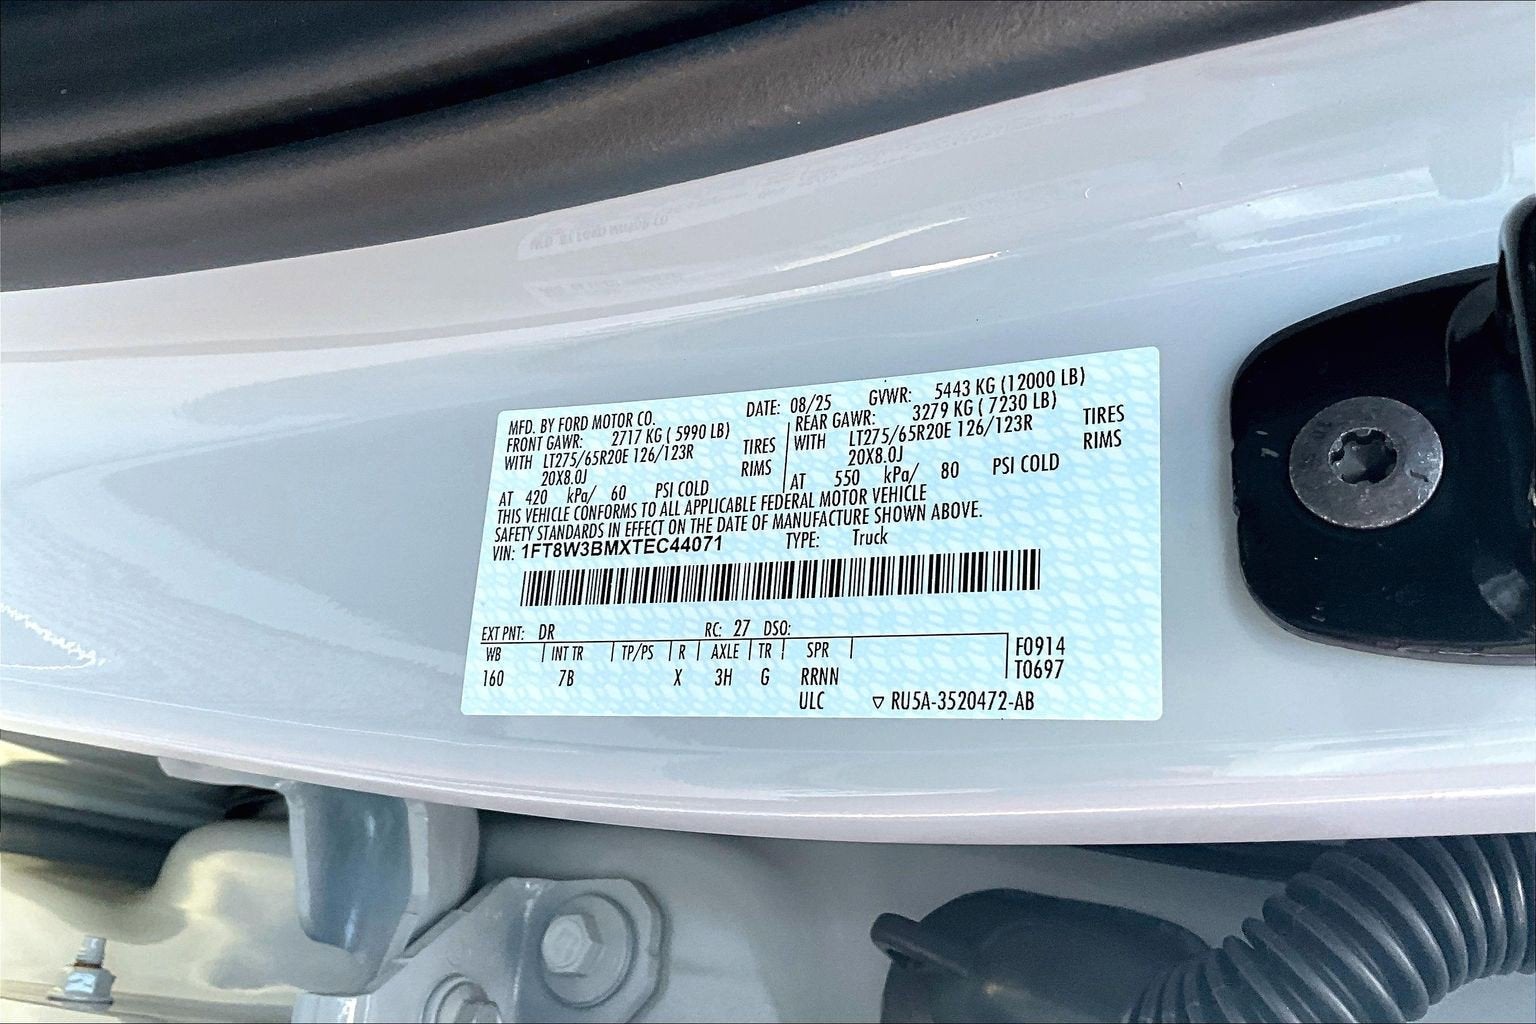 MFD. BY FORD MOTOR CO. DATE: 08/25 GVWR: 5443 KG (12000 LB)
FRONT GAWR: 2717 KG ( 5990 LB) REAR GAWR: 3279 KG ( 7230 LB)
WITH LT275/65R20E 126/123R TIRES WITH LT275/65R20E 126/123R TIRES
20X8.0J RIMS 20X8.0J RIMS
AT 420 kPa/ 60 PSI COLD AT 550 kPa/ 80 PSI COLD
THIS VEHICLE CONFORMS TO ALL APPLICABLE FEDERAL MOTOR VEHICLE
SAFETY STANDARDS IN EFFECT ON THE DATE OF MANUFACTURE SHOWN ABOVE.
VIN: 1FT8W3BMXTEC44071 TYPE: Truck
EXT PNT: DR RC: 27 DSO:
WB INT TR TP/PS R AXLE TR SPR F0914
160 7B X 3H G RRNN T0697
ULC ▽ RU5A-3520472-AB